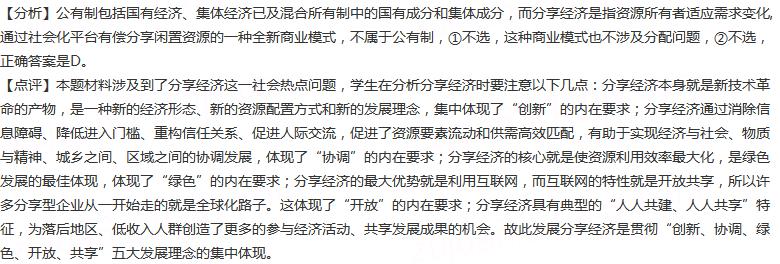 【分析】公有制包括国有经济、集体经济已及混合所有制中的国有成分和集体成分，而分享经济是指资源所有者适应需求变化，
通过社会化平台有偿分享闲置资源的一种全新商业模式，不属于公有制，①不选，这种商业模式也不涉及分配问题，②不选，
正确答案是D。
【点评】本题材料涉及到了分享经济这一社会热点问题，学生在分析分享经济时要注意以下几点：分享经济本身就是新技术革
命的产物，是一种新的经济形态、新的资源配置方式和新的发展理念，集中体现了“创新”的内在要求；分享经济通过消除信
息障碍、降低进入门槛、重构信任关系、促进人际交流，促进了资源要素流动和供需高效匹配，有助于实现经济与社会、物质
与精神、城乡之间、区域之间的协调发展，体现了“协调”的内在要求；分享经济的核心就是使资源利用效率最大化，是绿色
发展的最佳体现，体现了“绿色”的内在要求；分享经济的最大优势就是利用互联网，而互联网的特性就是开放共享，所以许
多分享型企业从一开始走的就是全球化路子。这体现了“开放”的内在要求；分享经济具有典型的“人人共建、人人共享”特
征，为落后地区、低收入人群创造了更多的参与经济活动、共享发展成果的机会。故此发展分享经济是贯彻“创新、协调、绿
色、开放、共享”五大发展理念的集中体现。